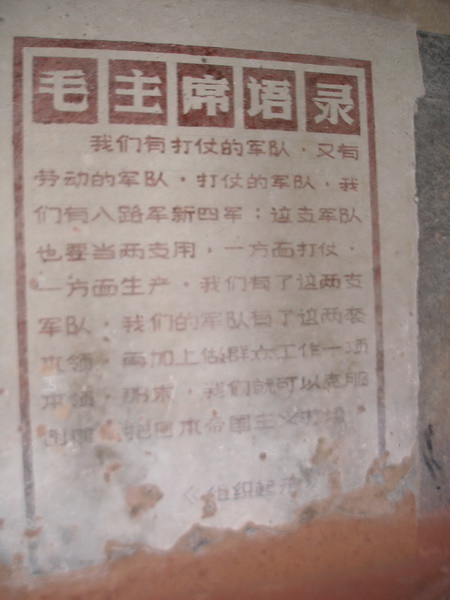 毛主席语录
我们有打仗的军队，又有
劳动的军队。打仗的军队，我
们有八路军新四军；这支军队
也要当两支用，一方面打仗，
一方面生产。我们有了这两支
军队，我们的军队有了这两套
本领，再加上做群众工作一项
本领，那末，我们就可以克服
困难，把日本帝国主义打垮。
《组织起来》